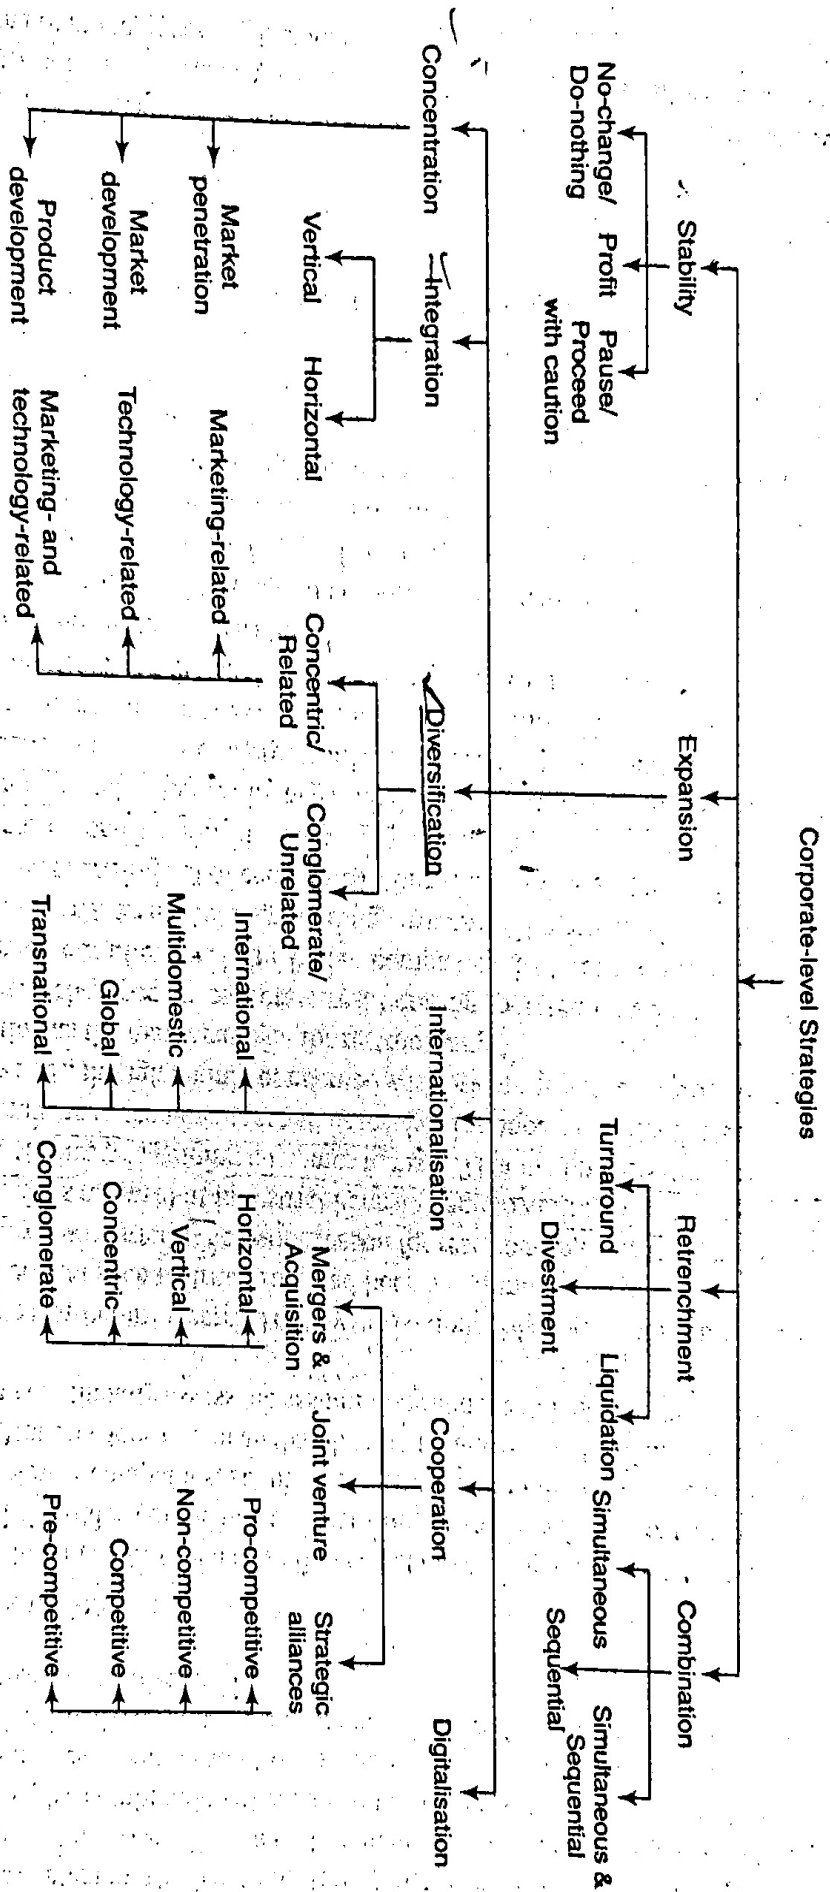 Corporate-level Strategies
Stability
Expansion
Retrenchment
Combination
No-change/
Do-nothing
Profit
Pause/
Proceed
with caution
Turnaround
Divestment
Liquidation
Simultaneous
Sequential
Simultaneous &
Sequential
Concentration
Integration
Diversification
Internationalisation
Cooperation
Digitalisation
Market
penetration
Market
development
Product
development
Vertical
Horizontal
Concentric/
Related
Conglomerate/
Unrelated
Marketing-related
Technology-related
Marketing- and
technology-related
International
Multidomestic
Global
Transnational
Mergers &
Acquisition
Joint venture
Strategic
alliances
Horizontal
Vertical
Concentric
Conglomerate
Pro-competitive
Non-competitive
Competitive
Pre-competitive